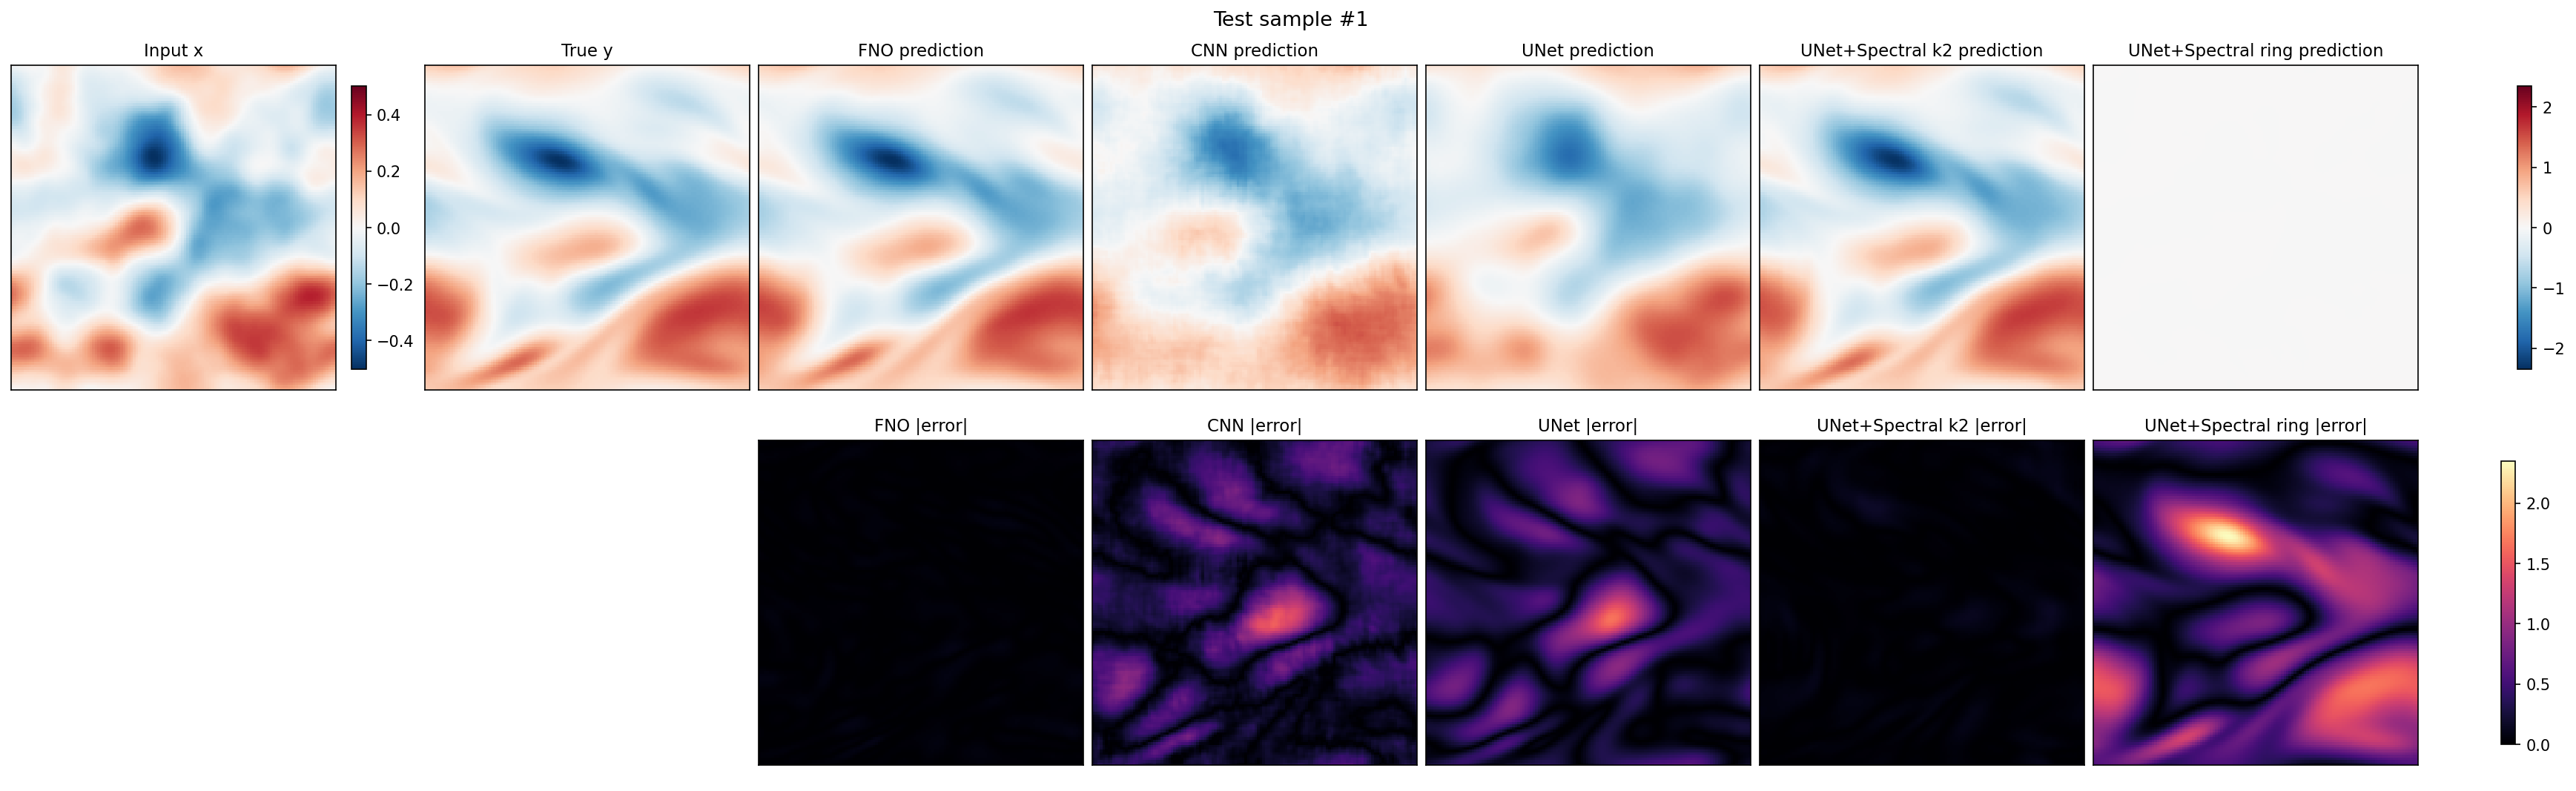 Test sample #1
Input x
True y
FNO prediction
CNN prediction
UNet prediction
UNet+Spectral k2 prediction
UNet+Spectral ring prediction
0.4
0.2
0.0
−0.2
−0.4
2
1
0
−1
−2
FNO |error|
CNN |error|
UNet |error|
UNet+Spectral k2 |error|
UNet+Spectral ring |error|
2.0
1.5
1.0
0.5
0.0